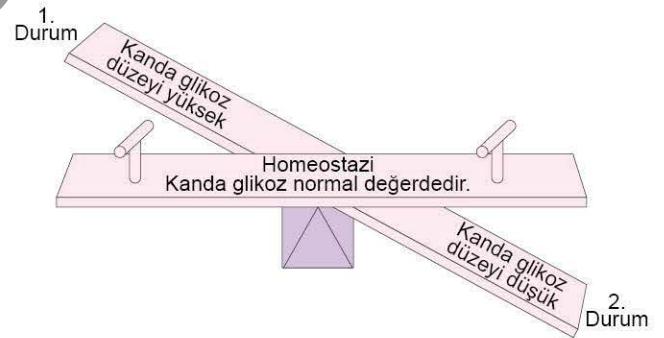 1.
Durum
Kanda glikoz
düzeyi yüksek
Homeostazi
Kanda glikoz normal değerdedir.
Kanda glikoz
düzeyi düşük
2.
Durum